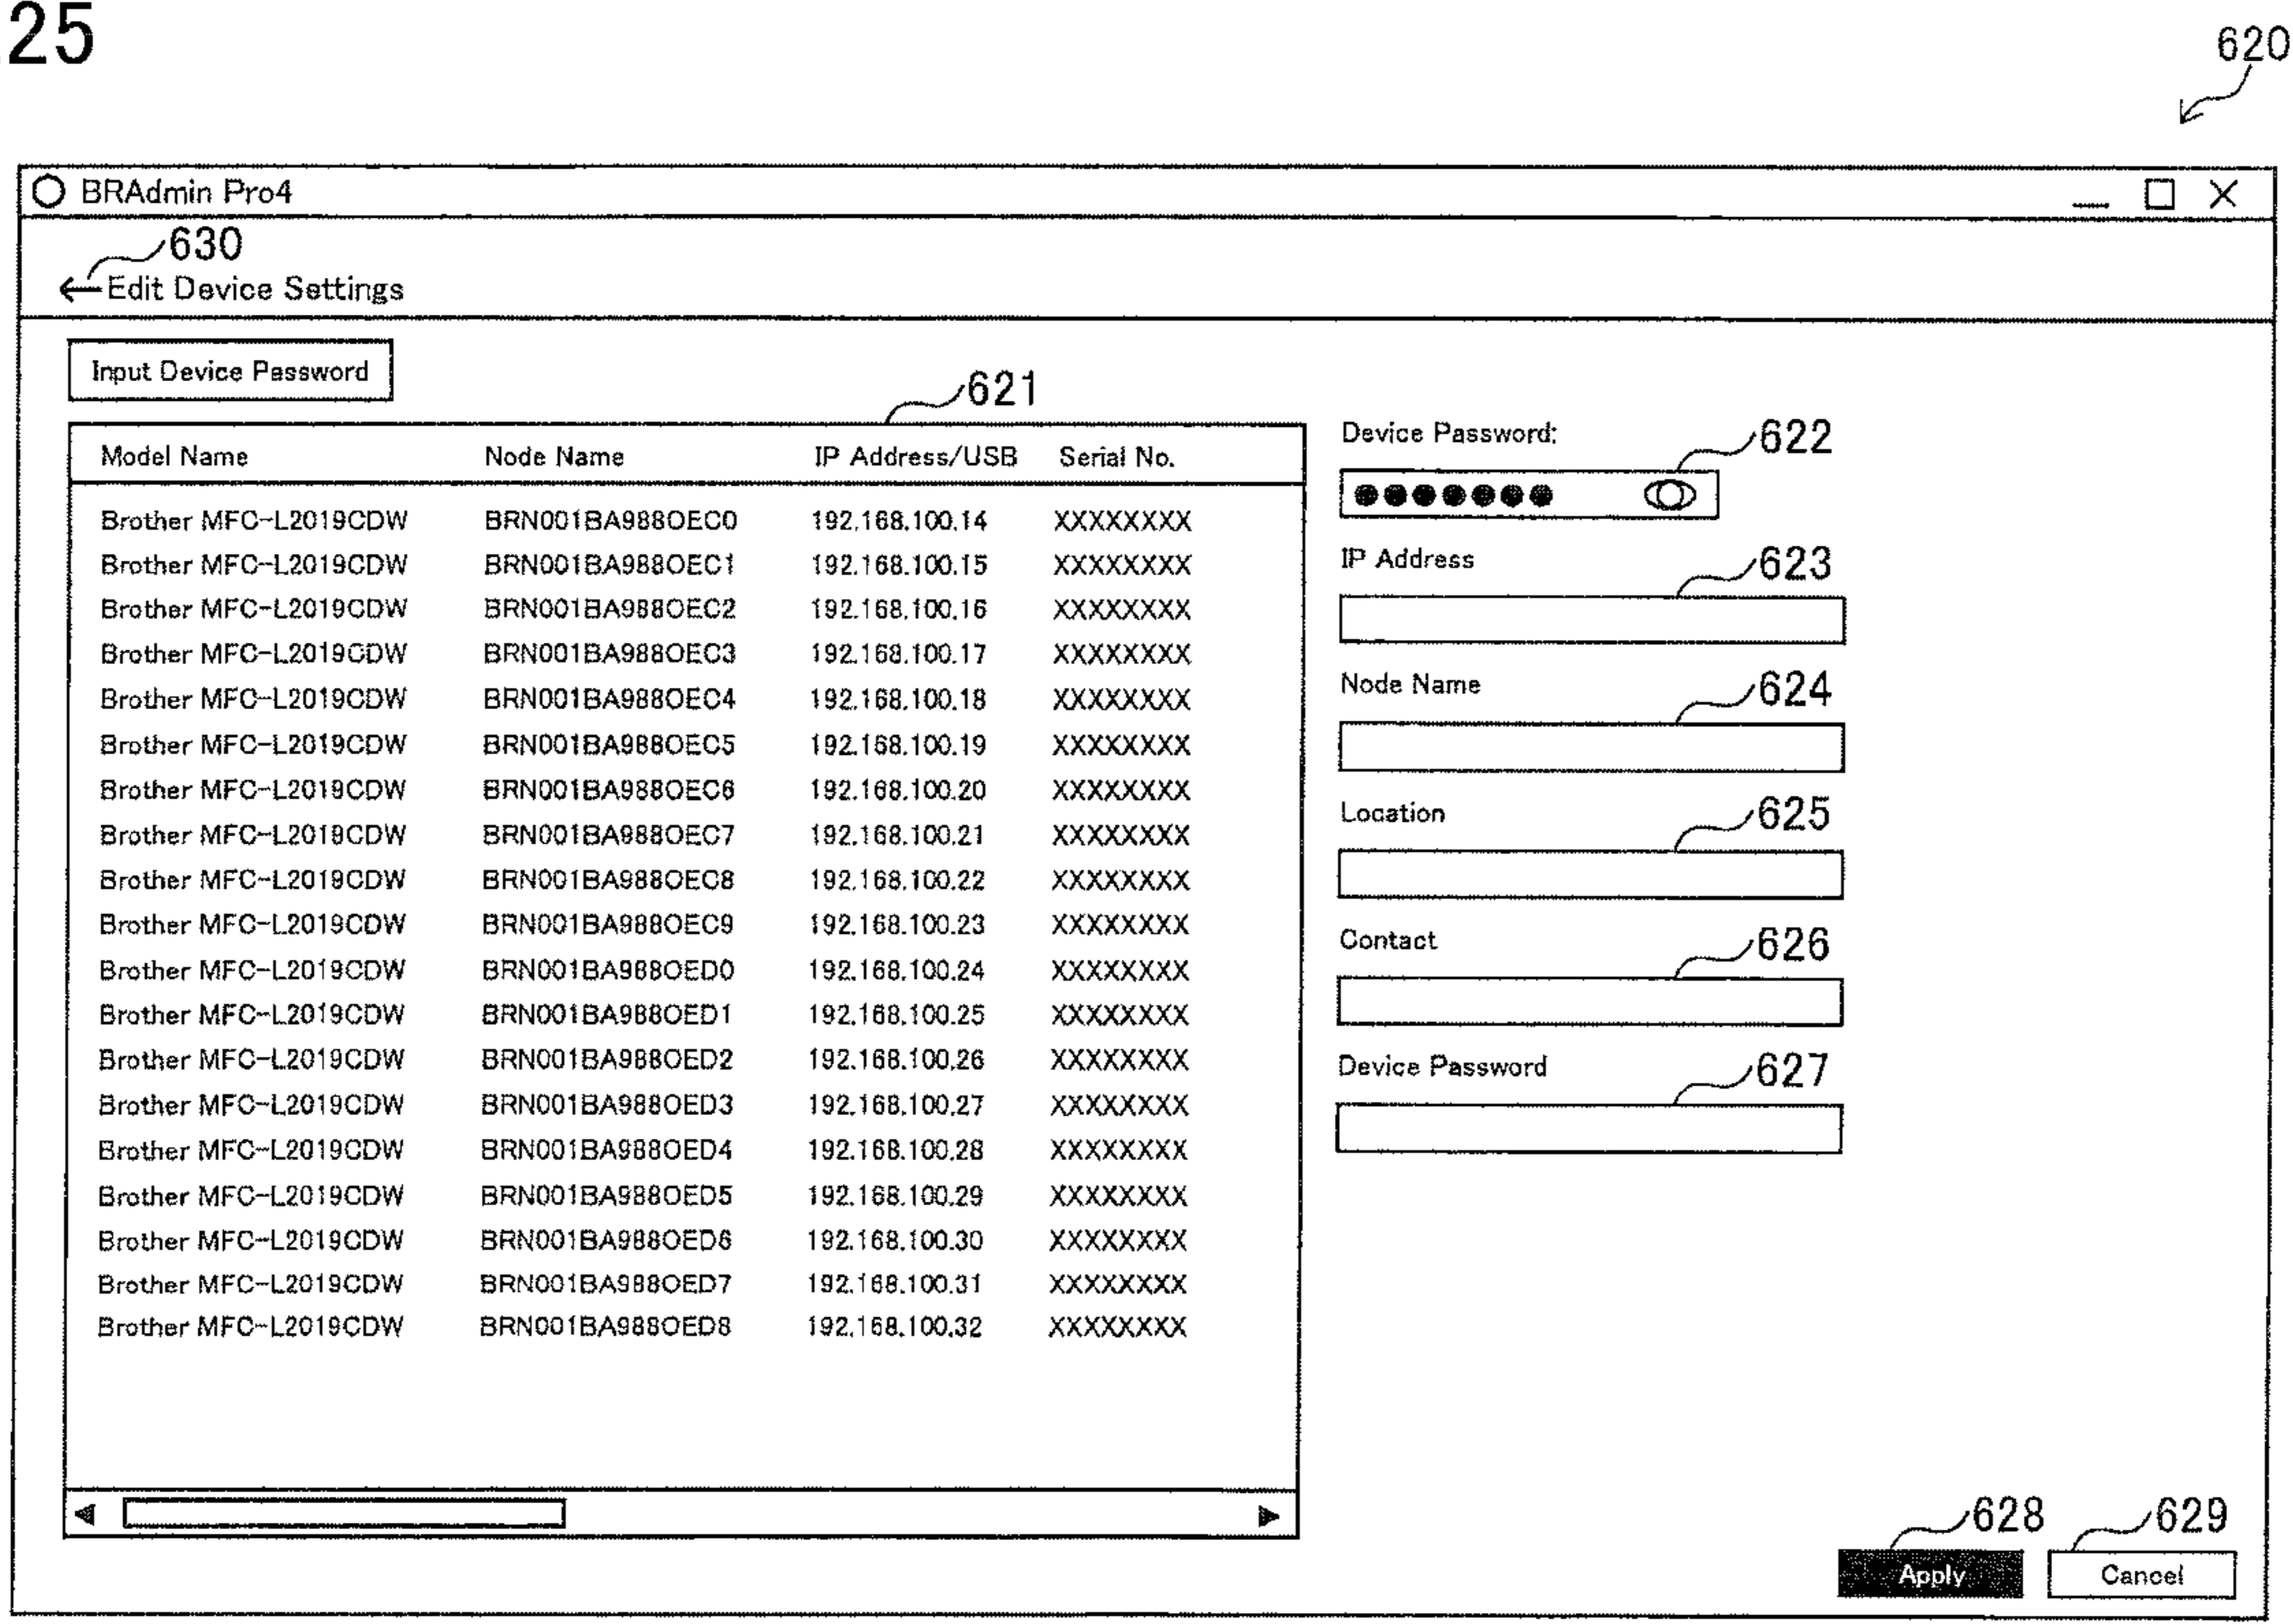 25
620
BRAdmin Pro4
630
←Edit Device Settings
Input Device Password
621
Model Name Node Name IP Address/USB Serial No.
Brother MFC-L2019CDW BRN001BA988OEC0 192.168.100.14 XXXXXXXX
Brother MFC-L2019CDW BRN001BA988OEC1 192.168.100.15 XXXXXXXX
Brother MFC-L2019CDW BRN001BA988OEC2 192.168.100.16 XXXXXXXX
Brother MFC-L2019CDW BRN001BA988OEC3 192.168.100.17 XXXXXXXX
Brother MFC-L2019CDW BRN001BA988OEC4 192.168.100.18 XXXXXXXX
Brother MFC-L2019CDW BRN001BA988OEC5 192.168.100.19 XXXXXXXX
Brother MFC-L2019CDW BRN001BA988OEC6 192.168.100.20 XXXXXXXX
Brother MFC-L2019CDW BRN001BA988OEC7 192.168.100.21 XXXXXXXX
Brother MFC-L2019CDW BRN001BA988OEC8 192.168.100.22 XXXXXXXX
Brother MFC-L2019CDW BRN001BA988OEC9 192.168.100.23 XXXXXXXX
Brother MFC-L2019CDW BRN001BA988OED0 192.168.100.24 XXXXXXXX
Brother MFC-L2019CDW BRN001BA988OED1 192.168.100.25 XXXXXXXX
Brother MFC-L2019CDW BRN001BA988OED2 192.168.100.26 XXXXXXXX
Brother MFC-L2019CDW BRN001BA988OED3 192.168.100.27 XXXXXXXX
Brother MFC-L2019CDW BRN001BA988OED4 192.168.100.28 XXXXXXXX
Brother MFC-L2019CDW BRN001BA988OED5 192.168.100.29 XXXXXXXX
Brother MFC-L2019CDW BRN001BA988OED6 192.168.100.30 XXXXXXXX
Brother MFC-L2019CDW BRN001BA988OED7 192.168.100.31 XXXXXXXX
Brother MFC-L2019CDW BRN001BA988OED8 192.168.100.32 XXXXXXXX
Device Password:
622
IP Address
623
Node Name
624
Location
625
Contact
626
Device Password
627
628
629
Apply
Cancel